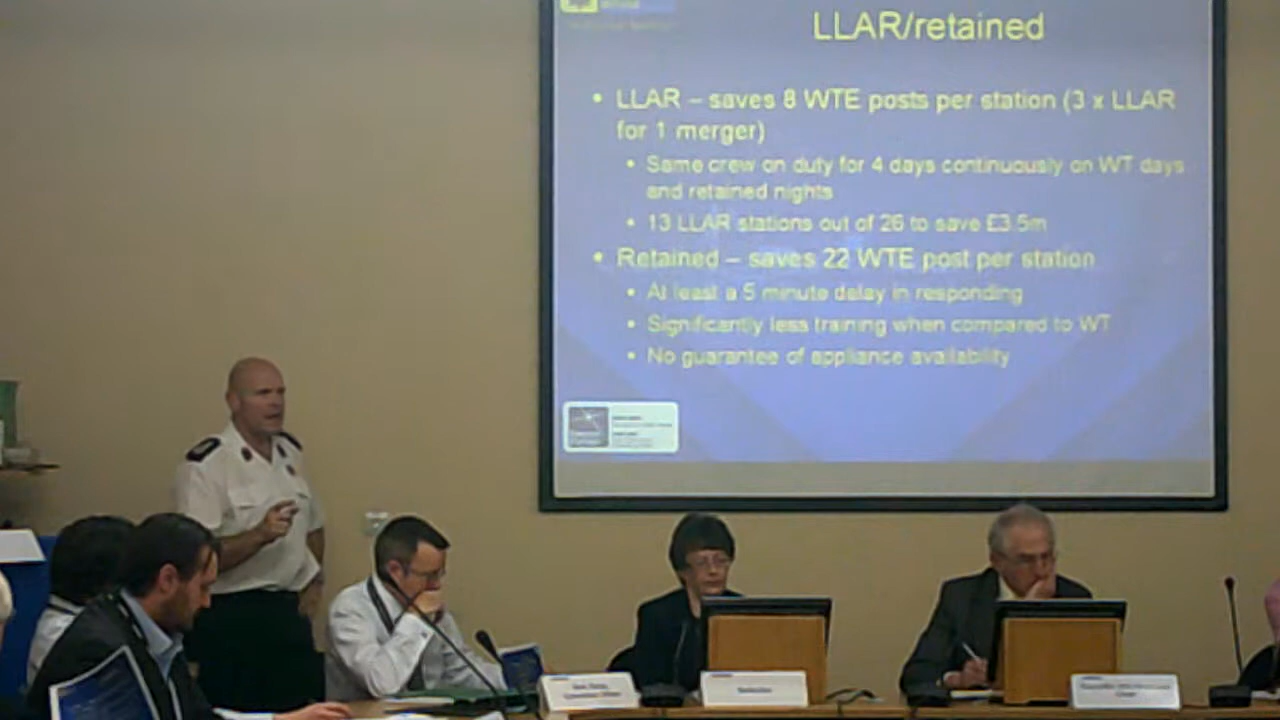 LLAR/retained
• LLAR – saves 8 WTE posts per station (3 x LLAR
for 1 merger)
• Same crew on duty for 4 days continuously on WT days
and retained nights
• 13 LLAR stations out of 26 to save £3.5m
• Retained – saves 22 WTE post per station
• At least a 5 minute delay in responding
• Significantly less training when compared to WT
• No guarantee of appliance availability